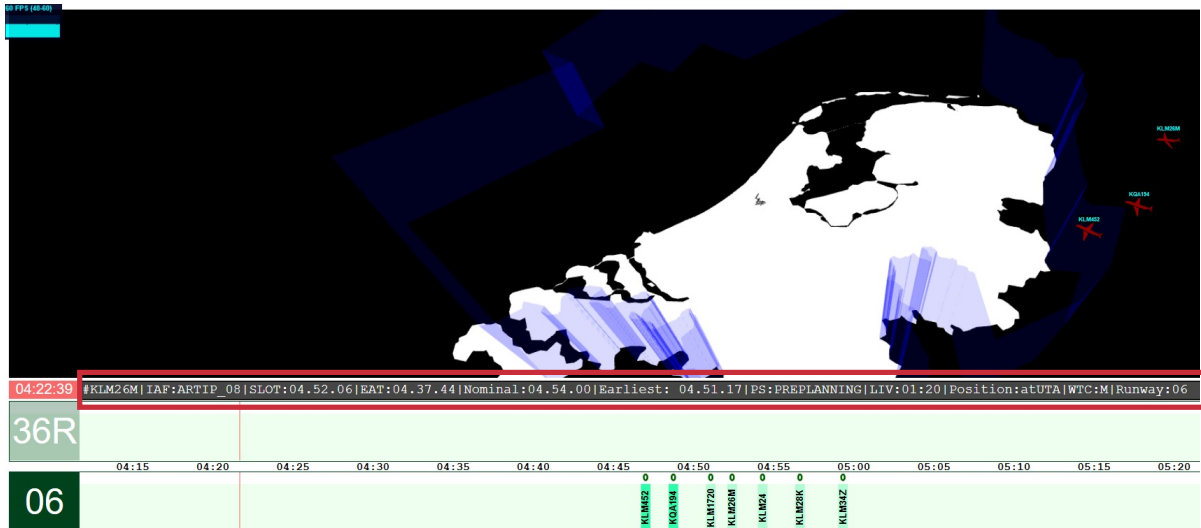 60 FPS (48-60)
KLM26M
KQA194
KLM452
04:22:39 #KLM26M|IAF:ARTIP_08|SLOT:04.52.06|EAT:04.37.44|Nominal:04.54.00|Earliest: 04.51.17|PS:PREPLANNING|LIV:01:20|Position:atUTA|WTC:M|Runway:06
36R
04:15 04:20 04:25 04:30 04:35 04:40 04:45 04:50 04:55 05:00 05:05 05:10 05:15 05:20
06
0 0 0 0 0 0 0
KLM452 KQA194 KLM1720 KLM26M KLM24 KLM28K KLM34Z